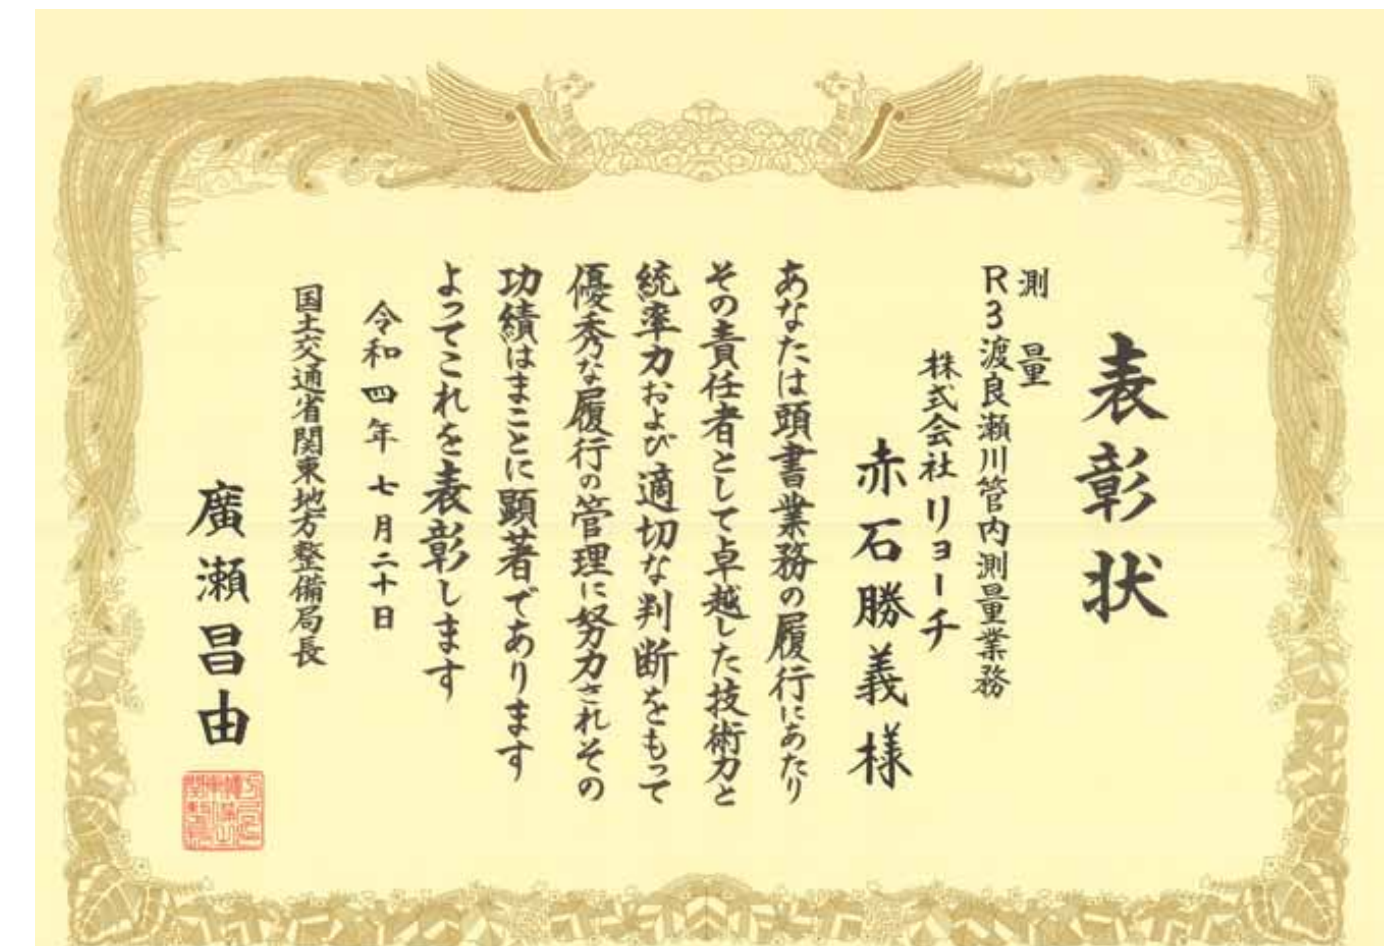 表彰状
測量
R3渡良瀬川管内測量業務
株式会社リョーチ
赤石勝義様
あなたは頭書業務の履行にあたり
その責任者として卓越した技術力と
統率力および適切な判断をもって
優秀な履行の管理に努力されその
功績はまことに顕著であります
よってこれを表彰します
令和四年七月二十日
国土交通省関東地方整備局長
廣瀬昌由